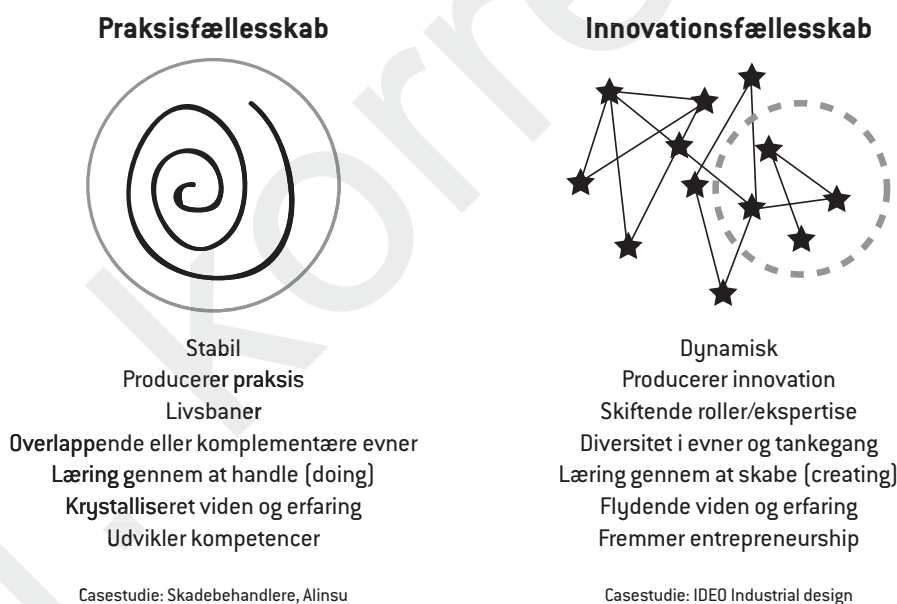 Praksisfællesskab
Stabil
Producerer praksis
Livsbaner
Overlappende eller komplementære evner
Læring gennem at handle (doing)
Krystalliseret viden og erfaring
Udvikler kompetencer
Casestudie: Skadebehandlere, Alinsu
Innovationsfællesskab
Dynamisk
Producerer innovation
Skiftende roller/ekspertise
Diversitet i evner og tankegang
Læring gennem at skabe (creating)
Flydende viden og erfaring
Fremmer entrepreneurship
Casestudie: IDEO Industrial design
. korre